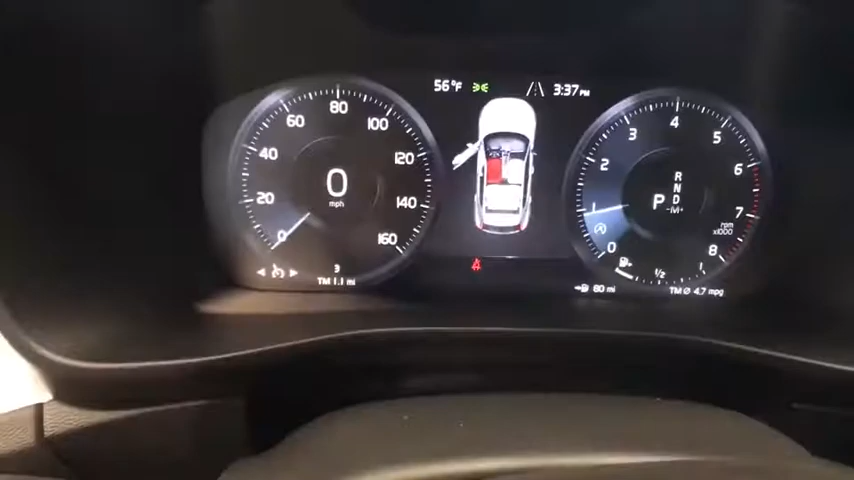 56°F
3:37 PM
0
20
40
60
80
100
120
140
160
0
mph
3
TM 1.1 mi
0
1
2
3
4
5
6
7
8
rpm
x1000
R
N
P D
-M+
80 mi
0
1/2
1
TM Ø 4.7 mpg